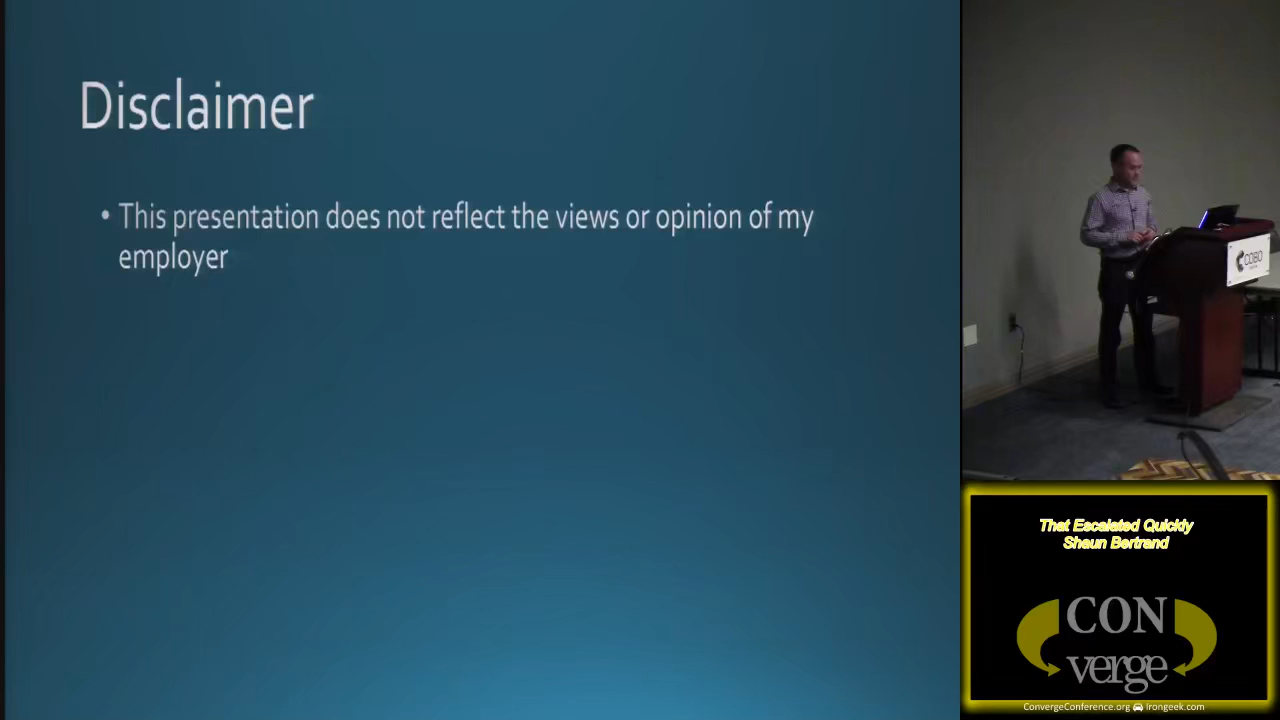 Disclaimer
• This presentation does not reflect the views or opinion of my
employer
COBO
That Escalated Quickly
Shaun Bertrand
CON
verge
ConvergeConference.org Irongeek.com